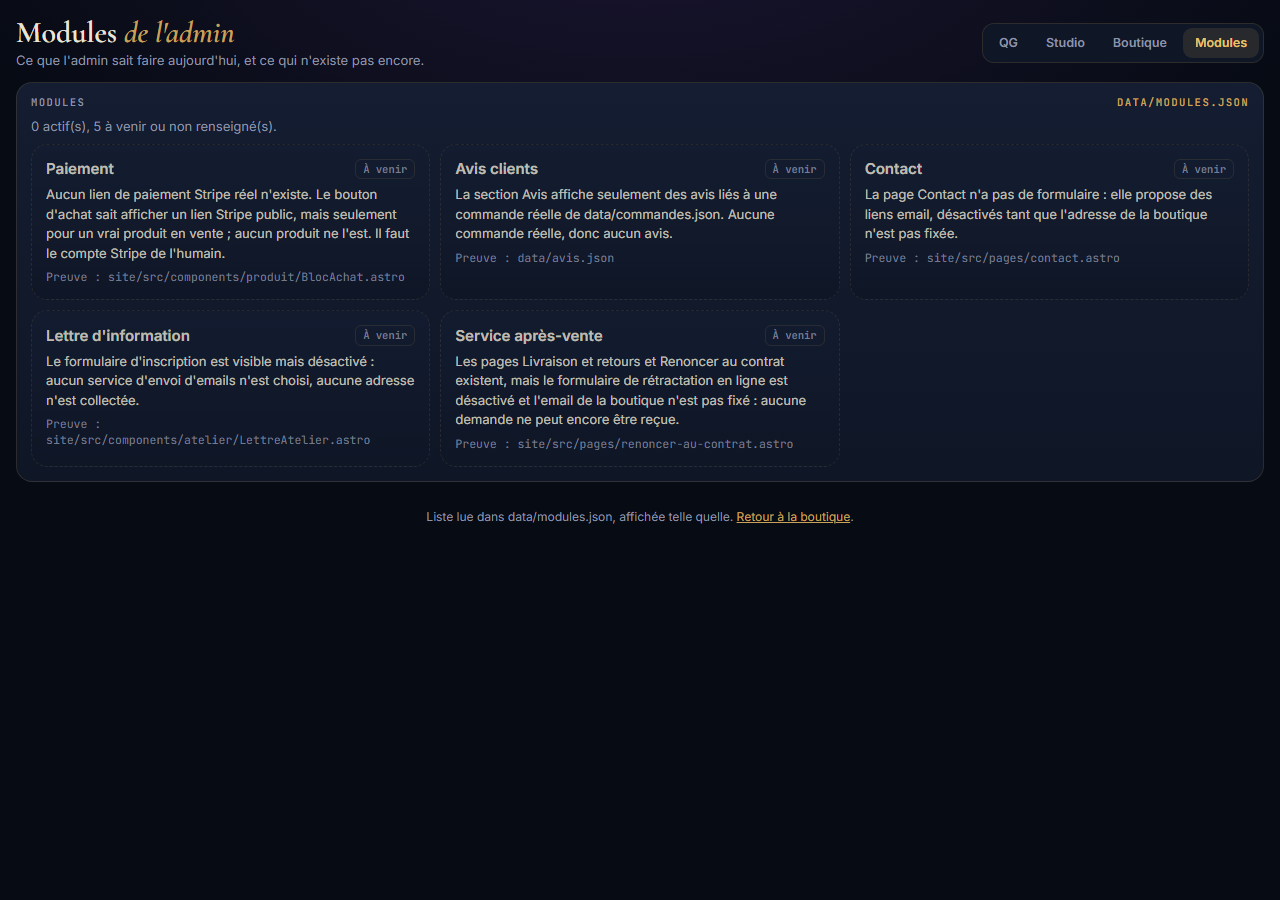 Modules de l'admin
Ce que l'admin sait faire aujourd'hui, et ce qui n'existe pas encore.
QG Studio Boutique Modules
MODULES
DATA/MODULES.JSON
0 actif(s), 5 à venir ou non renseigné(s).
Paiement
À venir
Aucun lien de paiement Stripe réel n'existe. Le bouton
d'achat sait afficher un lien Stripe public, mais seulement
pour un vrai produit en vente ; aucun produit ne l'est. Il faut
le compte Stripe de l'humain.
Preuve : site/src/components/produit/BlocAchat.astro
Avis clients
À venir
La section Avis affiche seulement des avis liés à une
commande réelle de data/commandes.json. Aucune
commande réelle, donc aucun avis.
Preuve : data/avis.json
Contact
À venir
La page Contact n'a pas de formulaire : elle propose des
liens email, désactivés tant que l'adresse de la boutique
n'est pas fixée.
Preuve : site/src/pages/contact.astro
Lettre d'information
À venir
Le formulaire d'inscription est visible mais désactivé :
aucun service d'envoi d'emails n'est choisi, aucune adresse
n'est collectée.
Preuve :
site/src/components/atelier/LettreAtelier.astro
Service après-vente
À venir
Les pages Livraison et retours et Renoncer au contrat
existent, mais le formulaire de rétractation en ligne est
désactivé et l'email de la boutique n'est pas fixé : aucune
demande ne peut encore être reçue.
Preuve : site/src/pages/renoncer-au-contrat.astro
Liste lue dans data/modules.json, affichée telle quelle. Retour à la boutique.